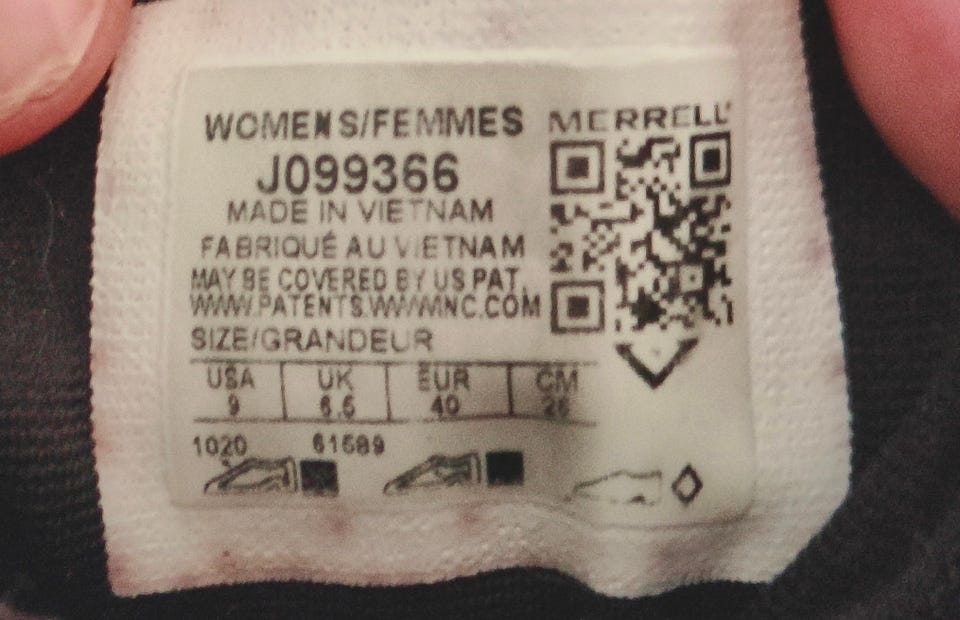 WOMENS/FEMMES
MERRELL
J099366
MADE IN VIETNAM
FABRIQUÉ AU VIETNAM
MAY BE COVERED BY US PAT.
WWW.PATENTS.WWWINC.COM
SIZE/GRANDEUR
USA UK EUR CM
9 6.5 40 26
1020 61589